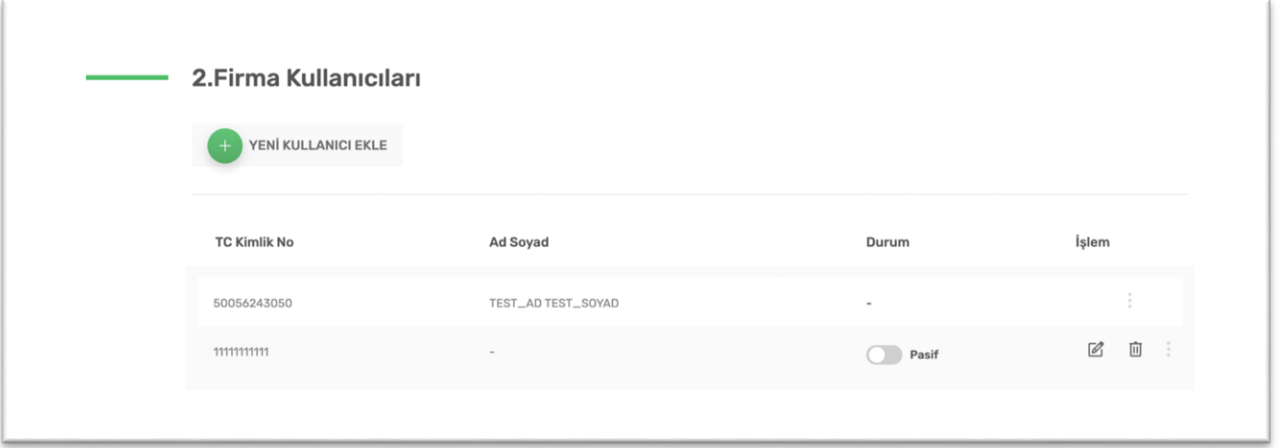 2.Firma Kullanıcıları
YENİ KULLANICI EKLE
TC Kimlik No Ad Soyad Durum İşlem
50056243050 TEST_AD TEST_SOYAD -
11111111111 - Pasif